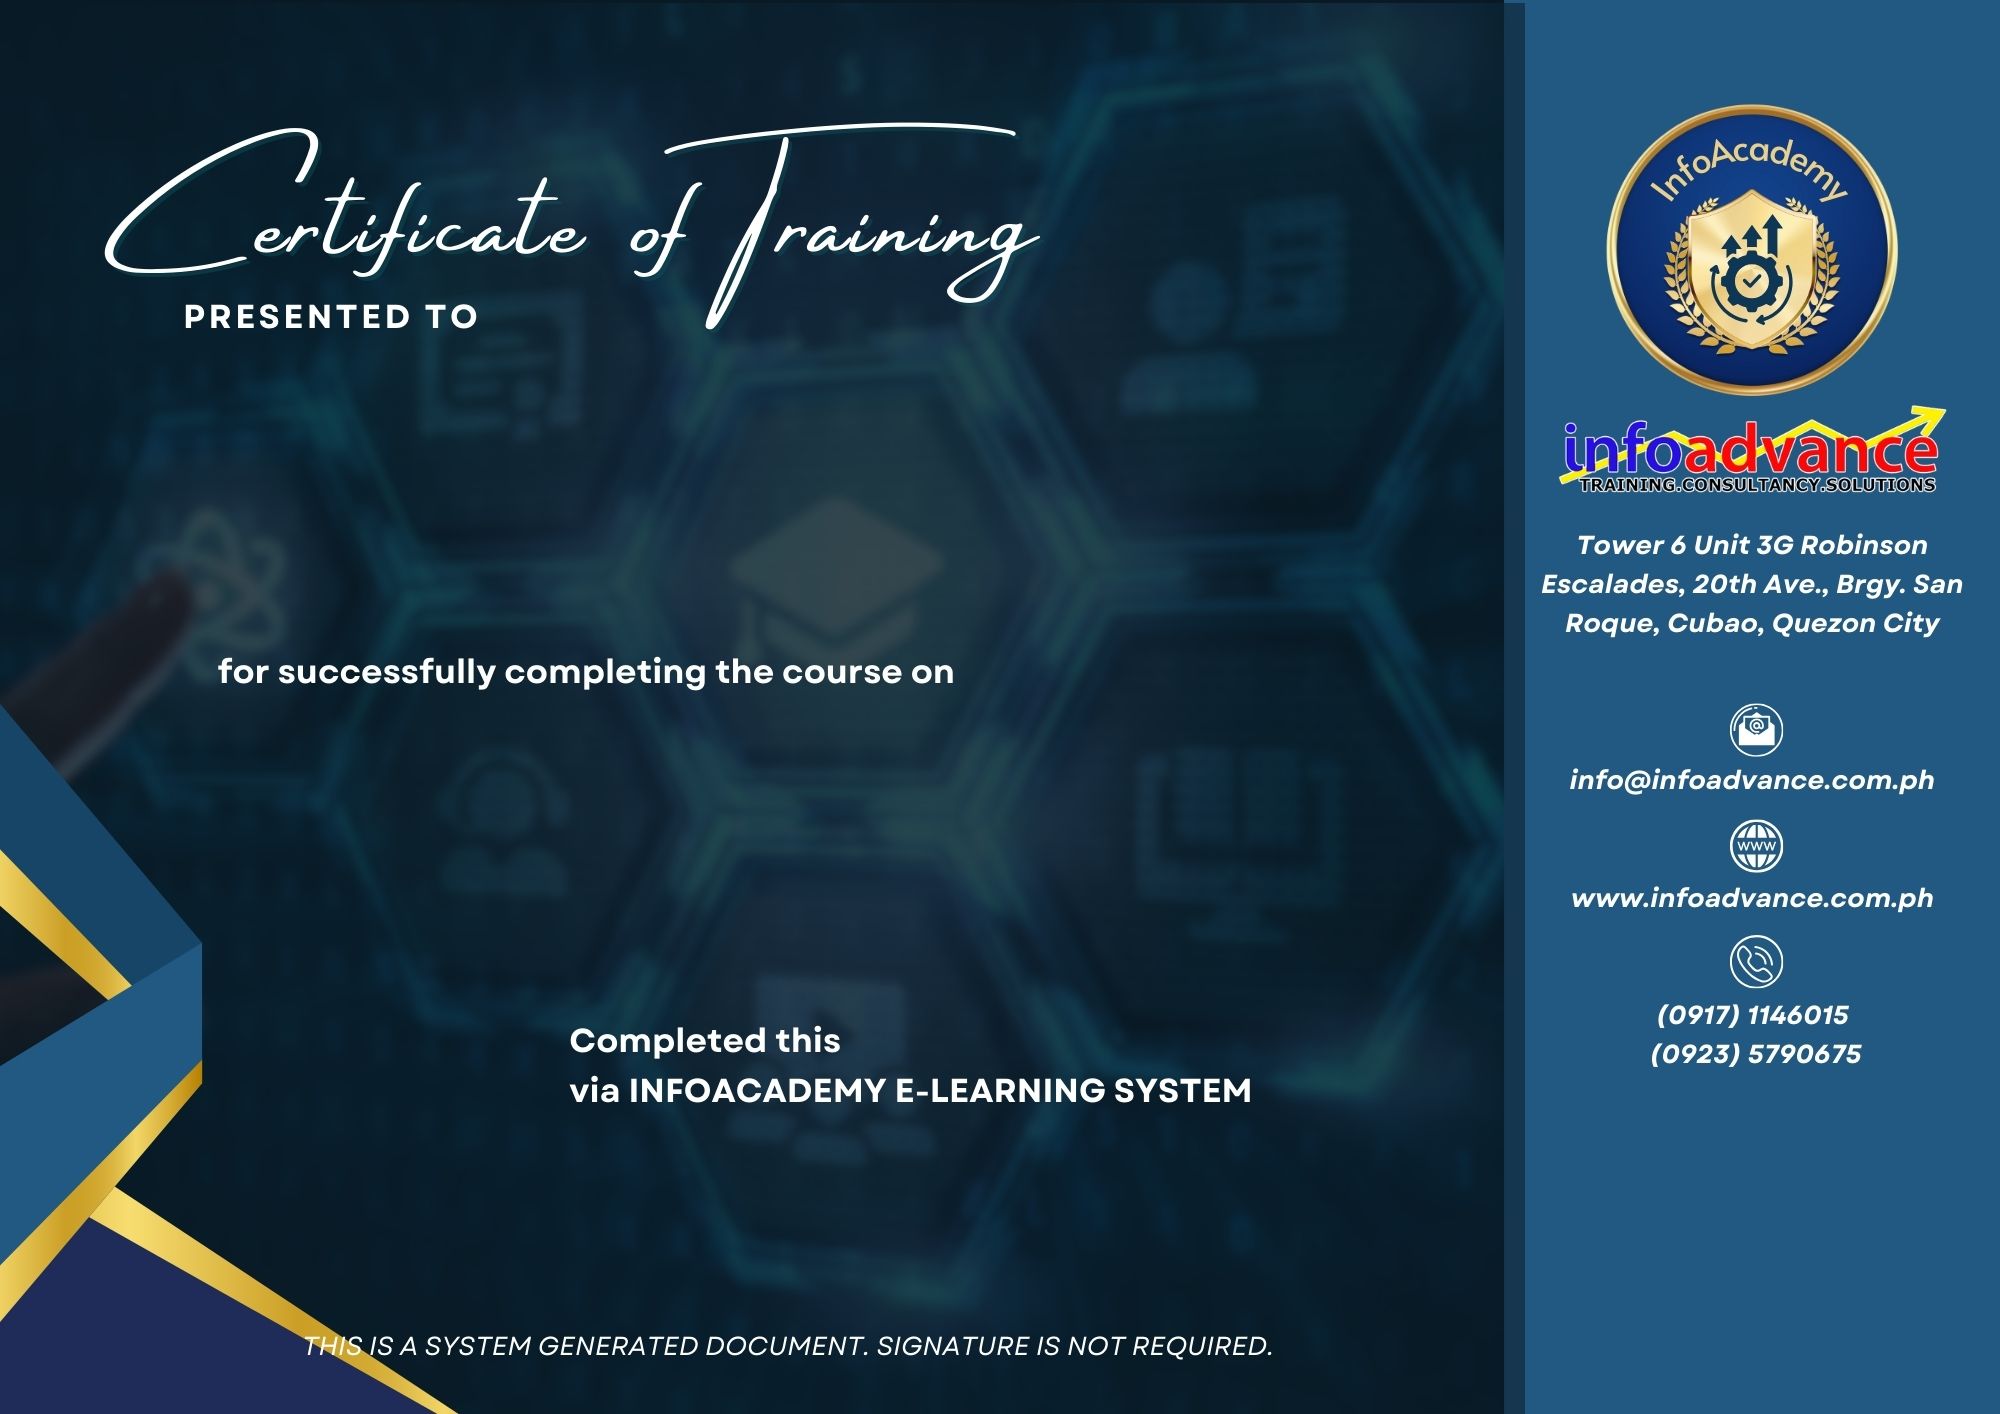 Certificate of Training
PRESENTED TO
for successfully completing the course on
Completed this
via INFOACADEMY E-LEARNING SYSTEM
THIS IS A SYSTEM GENERATED DOCUMENT. SIGNATURE IS NOT REQUIRED.
InfoAcademy
infoadvance
TRAINING.CONSULTANCY.SOLUTIONS
Tower 6 Unit 3G Robinson
Escalades, 20th Ave., Brgy. San
Roque, Cubao, Quezon City
@
info@infoadvance.com.ph
WWW
www.infoadvance.com.ph
(0917) 1146015
(0923) 5790675